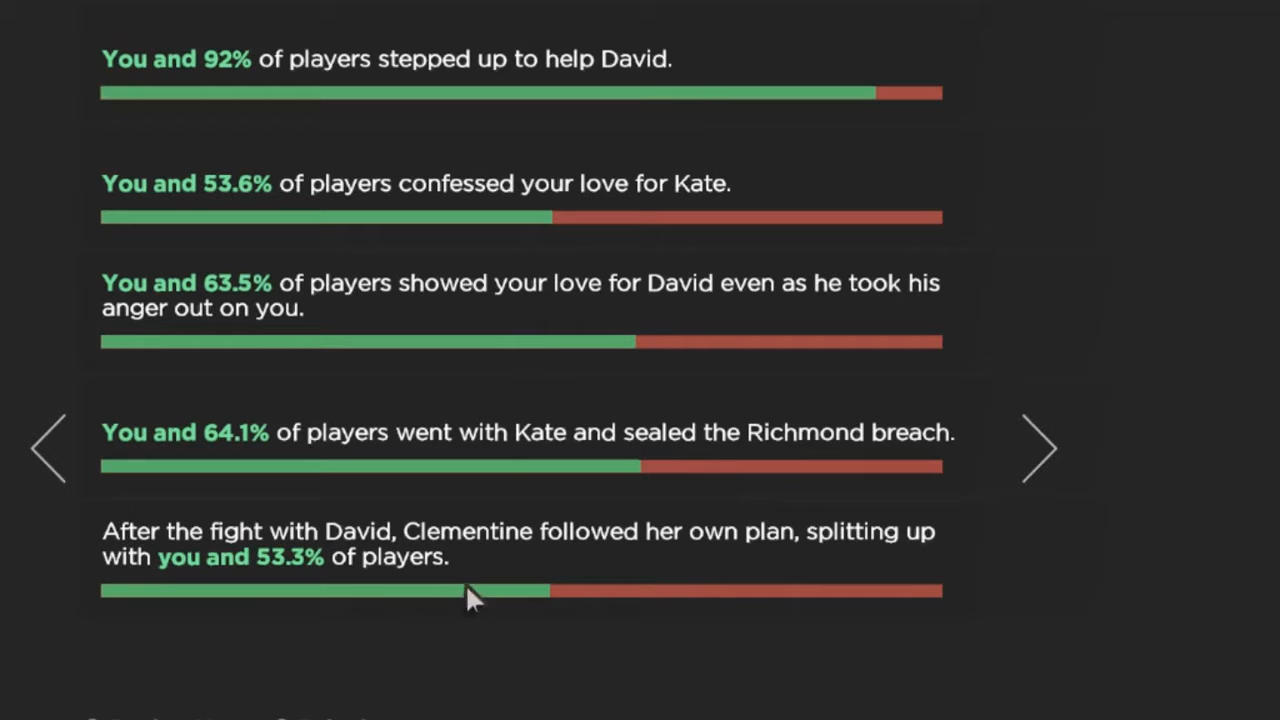 You and 92% of players stepped up to help David.
You and 53.6% of players confessed your love for Kate.
You and 63.5% of players showed your love for David even as he took his
anger out on you.
You and 64.1% of players went with Kate and sealed the Richmond breach.
After the fight with David, Clementine followed her own plan, splitting up
with you and 53.3% of players.